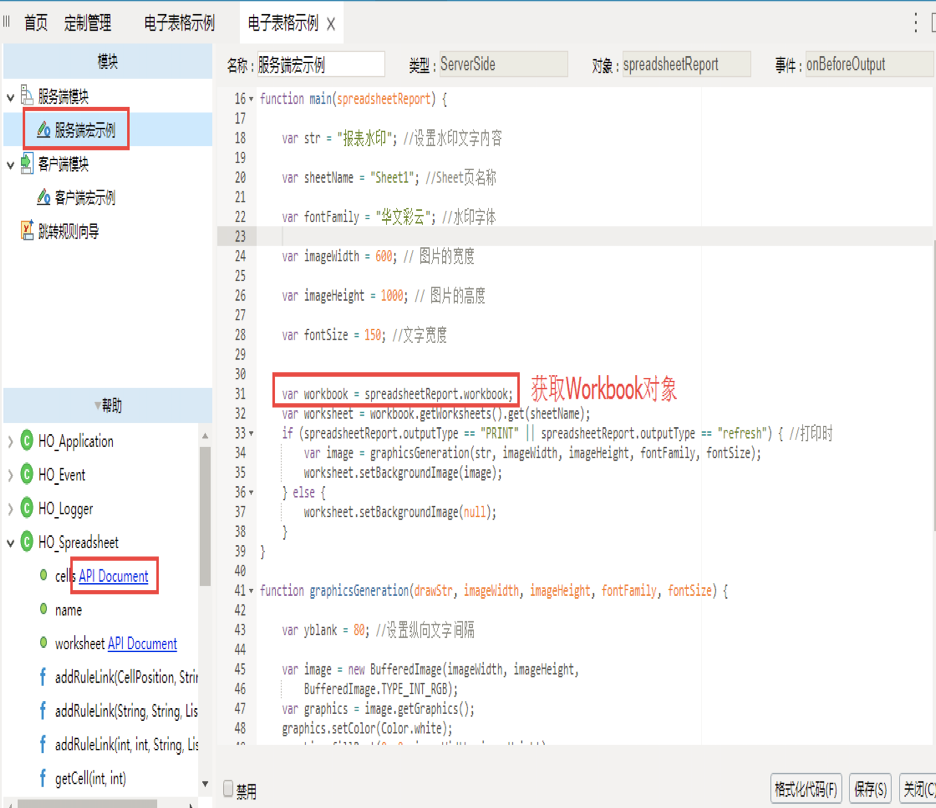 首页 定制管理 电子表格示例 电子表格示例
模块
服务端模块
服务端宏示例
客户端模块
客户端宏示例
跳转规则向导
帮助
HO_Application
HO_Event
HO_Logger
HO_Spreadsheet
cells API Document
name
worksheet API Document
addRuleLink(CellPosition, Strin
addRuleLink(String, String, Lis
addRuleLink(int, int, String, Lis
getCell(int, int)
名称: 服务端宏示例 类型: ServerSide 对象: spreadsheetReport 事件: onBeforeOutput
16 function main(spreadsheetReport) {
17
18 var str = "报表水印"; //设置水印文字内容
19
20 var sheetName = "Sheet1"; //Sheet页名称
21
22 var fontFamily = "华文彩云"; //水印字体
23
24 var imageWidth = 600; // 图片的宽度
25
26 var imageHeight = 1000; // 图片的高度
27
28 var fontSize = 150; //文字宽度
29
30
31 var workbook = spreadsheetReport.workbook; 获取Workbook对象
32 var worksheet = workbook.getWorksheets().get(sheetName);
33 if (spreadsheetReport.outputType == "PRINT" || spreadsheetReport.outputType == "refresh") { //打印时
34 var image = graphicsGeneration(str, imageWidth, imageHeight, fontFamily, fontSize);
35 worksheet.setBackgroundImage(image);
36 } else {
37 worksheet.setBackgroundImage(null);
38 }
39 }
40
41 function graphicsGeneration(drawStr, imageWidth, imageHeight, fontFamily, fontSize) {
42
43 var yblank = 80; //设置纵向文字间隔
44
45 var image = new BufferedImage(imageWidth, imageHeight,
46 BufferedImage.TYPE_INT_RGB);
47 var graphics = image.getGraphics();
48 graphics.setColor(Color.white);
禁用 格式化代码(F) 保存(S) 关闭(C)